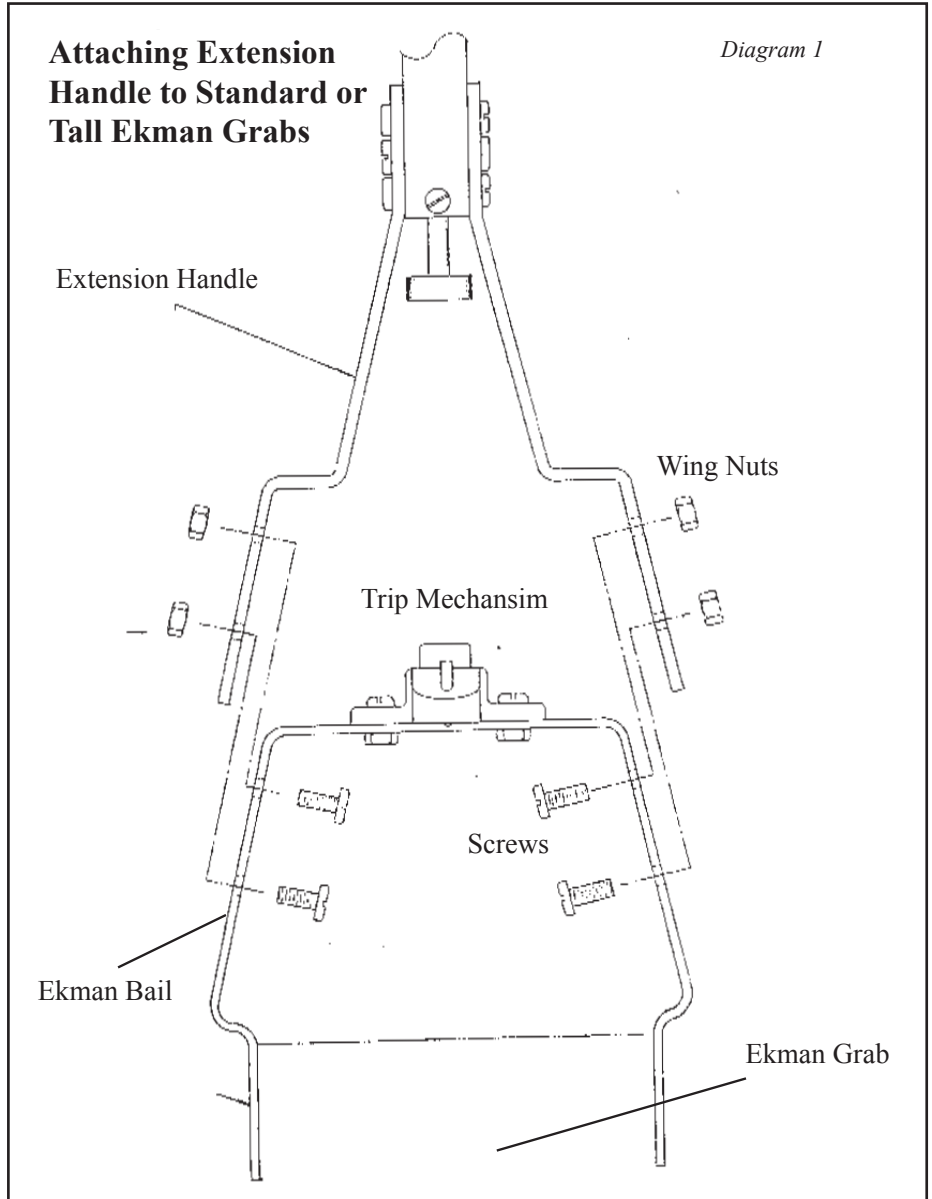 Attaching Extension
Handle to Standard or
Tall Ekman Grabs
Diagram 1
Extension Handle
Wing Nuts
Trip Mechansim
Screws
Ekman Bail
Ekman Grab